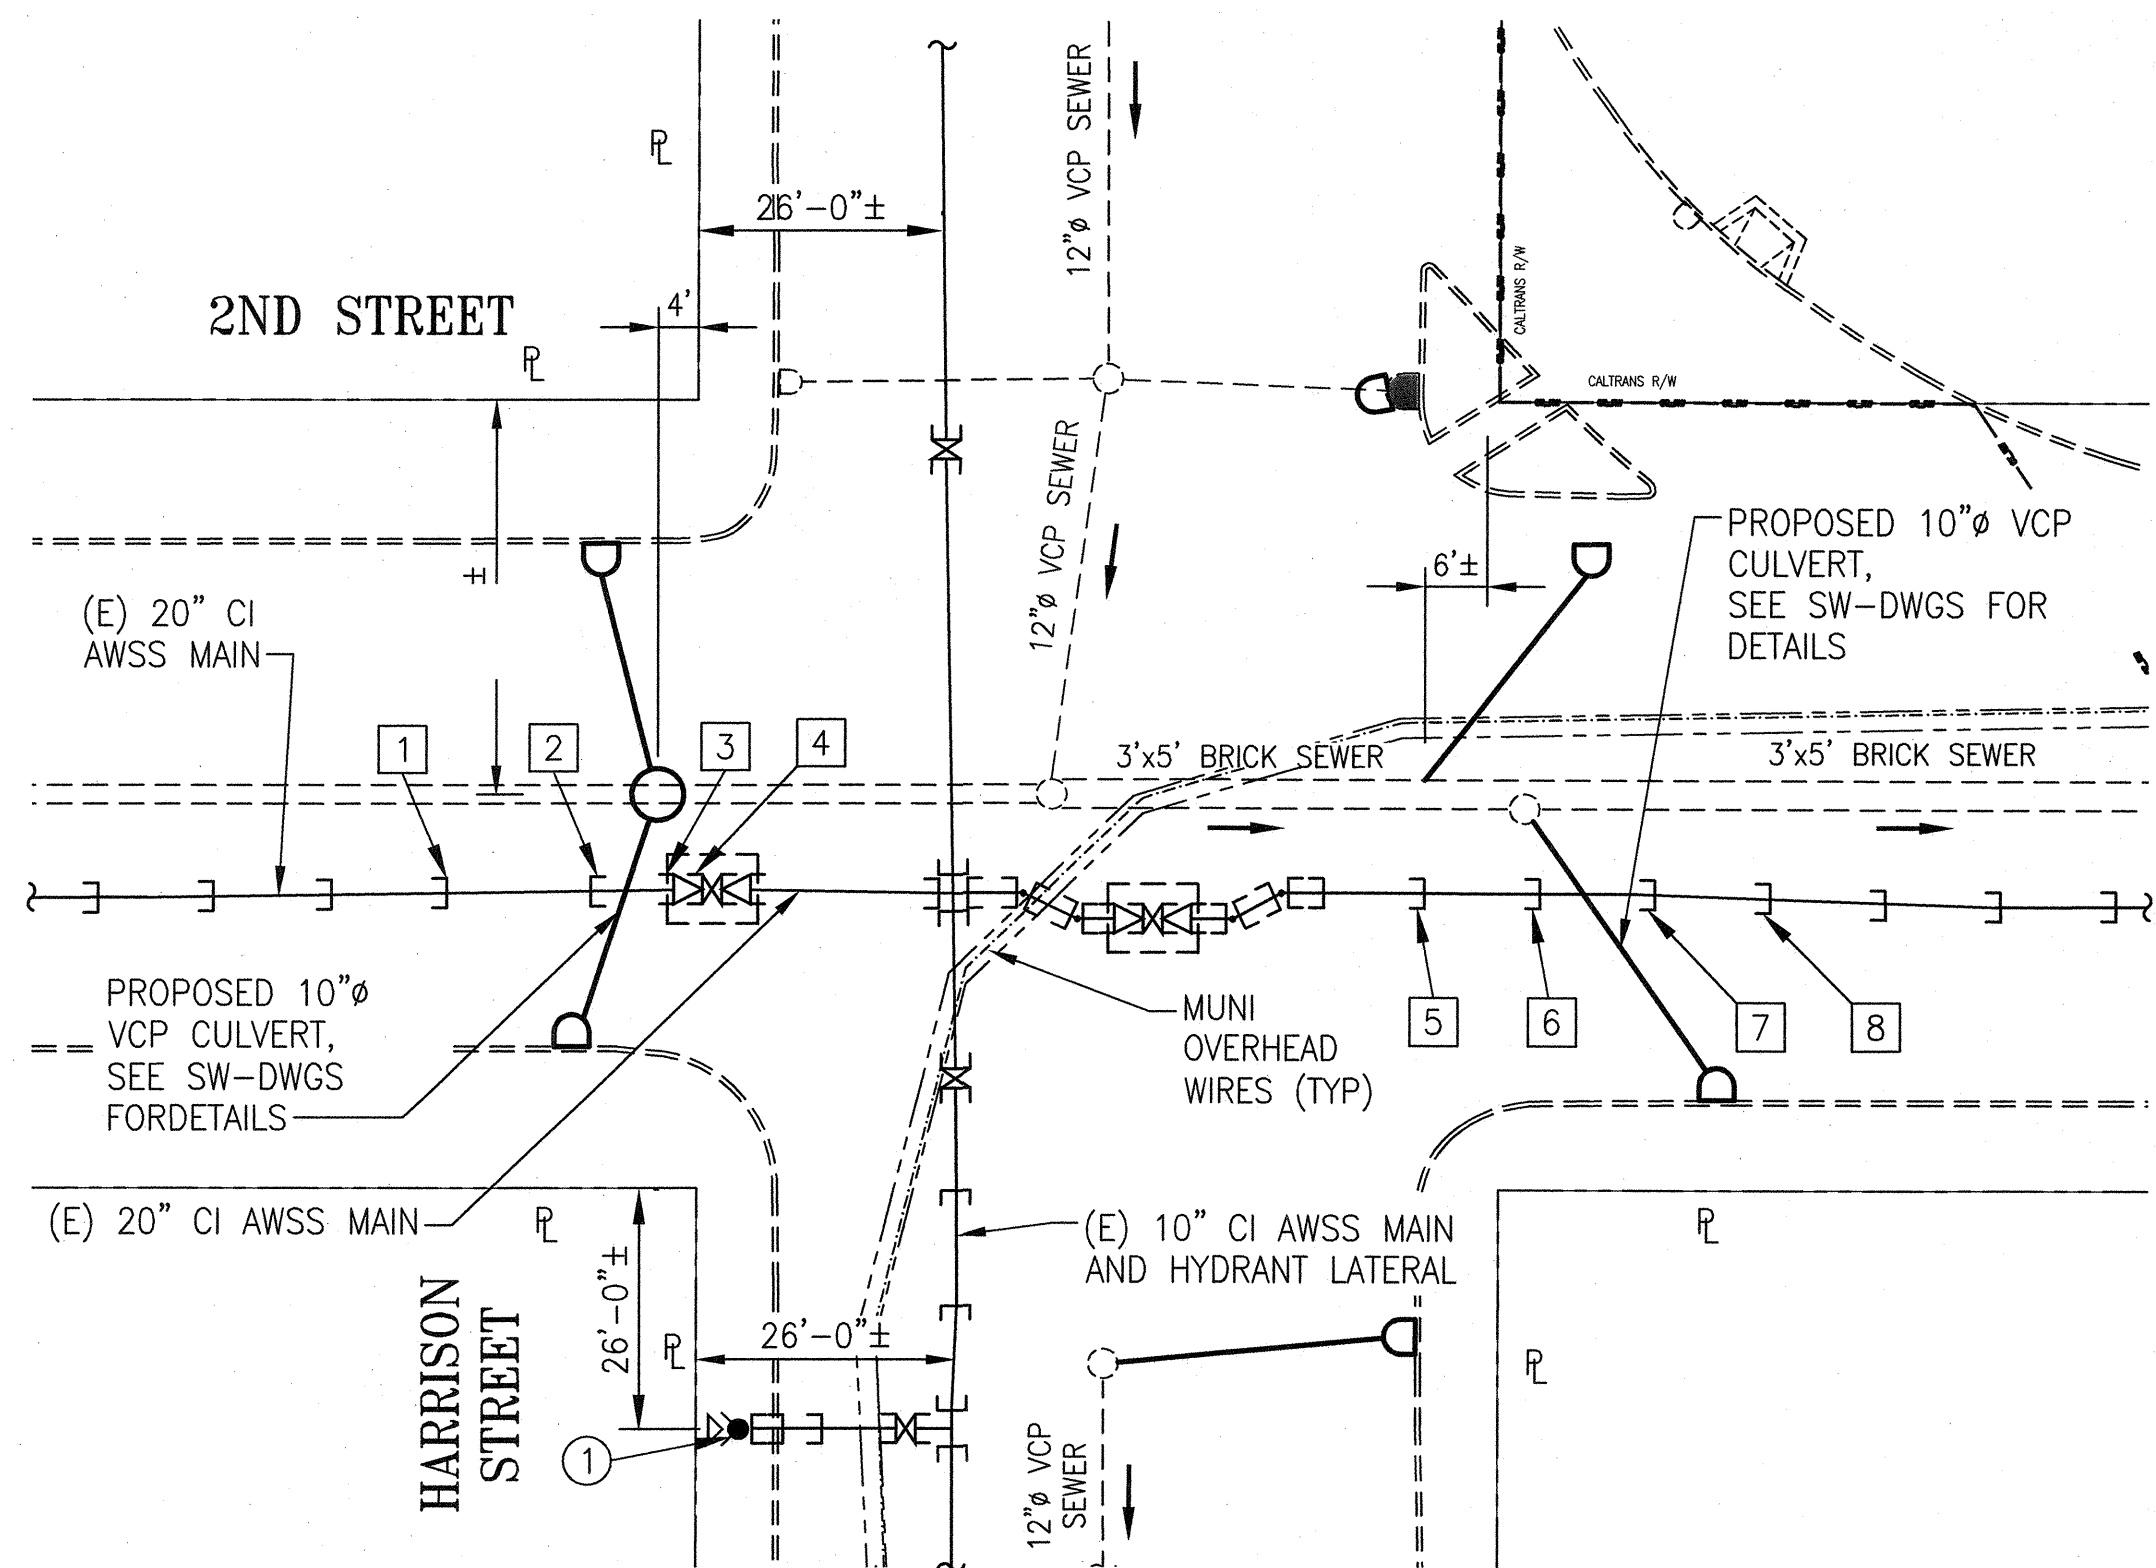 12"ø VCP SEWER
℄
26'-0"±
2ND STREET
4'
℄
CALTRANS R/W
CALTRANS R/W
12"ø VCP SEWER
PROPOSED 10"ø VCP
CULVERT,
SEE SW-DWGS FOR
DETAILS
6'±
±
(E) 20" CI
AWSS MAIN
1
2
3
4
3'x5' BRICK SEWER
3'x5' BRICK SEWER
PROPOSED 10"ø
VCP CULVERT,
SEE SW-DWGS
FORDETAILS
MUNI
OVERHEAD
WIRES (TYP)
5
6
7
8
(E) 20" CI AWSS MAIN
℄
(E) 10" CI AWSS MAIN
AND HYDRANT LATERAL
℄
HARRISON
STREET
26'-0"±
℄
26'-0"±
℄
1
12"ø VCP
SEWER